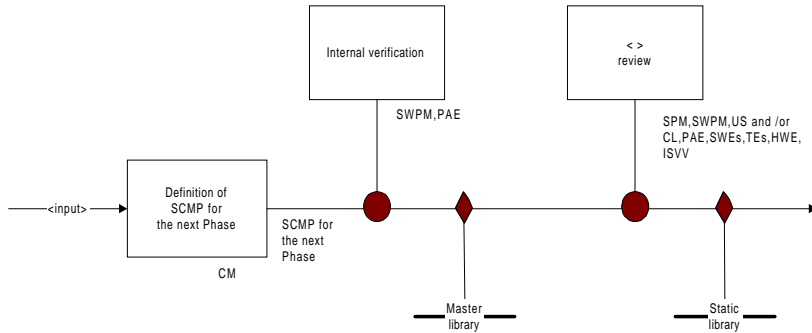 Internal verification
< >
review
SWPM,PAE
SPM,SWPM,US and /or
CL,PAE,SWEs,TEs,HWE,
ISVV
<input>
Definition of
SCMP for
the next Phase
SCMP for
the next
Phase
CM
Master
library
Static
library